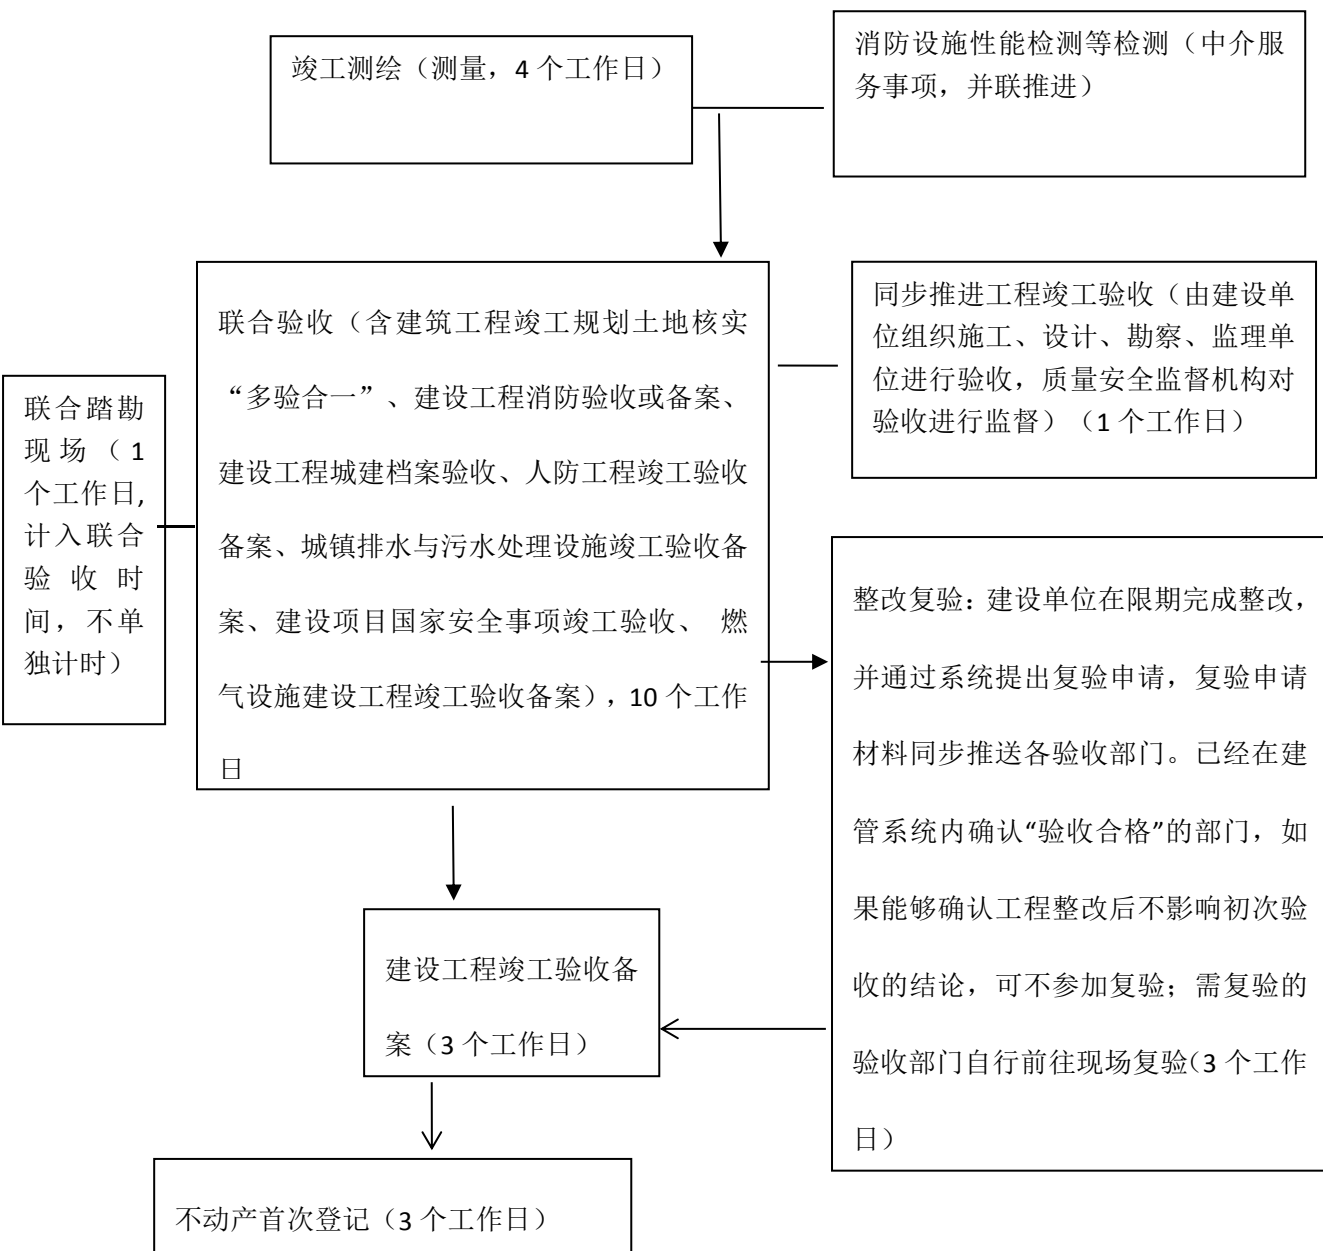 竣工测绘（测量，4 个工作日）
消防设施性能检测等检测（中介服
务事项，并联推进）
联合踏勘
现场（1
个工作日，
计入联合
验收时
间，不单
独计时）
联合验收（含建筑工程竣工规划土地核实
“多验合一”、建设工程消防验收或备案、
建设工程城建档案验收、人防工程竣工验收
备案、城镇排水与污水处理设施竣工验收备
案、建设项目国家安全事项竣工验收、 燃
气设施建设工程竣工验收备案），10 个工作
日
同步推进工程竣工验收（由建设单
位组织施工、设计、勘察、监理单
位进行验收，质量安全监督机构对
验收进行监督）（1 个工作日）
整改复验：建设单位在限期完成整改，
并通过系统提出复验申请，复验申请
材料同步推送各验收部门。已经在建
管系统内确认“验收合格”的部门，如
果能够确认工程整改后不影响初次验
收的结论，可不参加复验；需复验的
验收部门自行前往现场复验（3 个工作
日）
建设工程竣工验收备
案（3 个工作日）
不动产首次登记（3 个工作日）